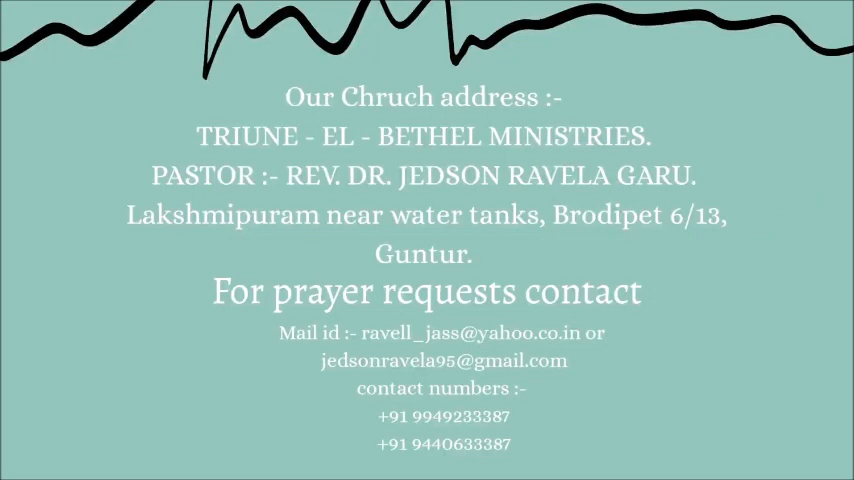 Our Chruch address :-
TRIUNE - EL - BETHEL MINISTRIES.
PASTOR :- REV. DR. JEDSON RAVELA GARU.
Lakshmipuram near water tanks, Brodipet 6/13,
Guntur.
For prayer requests contact
Mail id :- ravell_jass@yahoo.co.in or
jedsonravela95@gmail.com
contact numbers :-
+91 9949233387
+91 9440633387